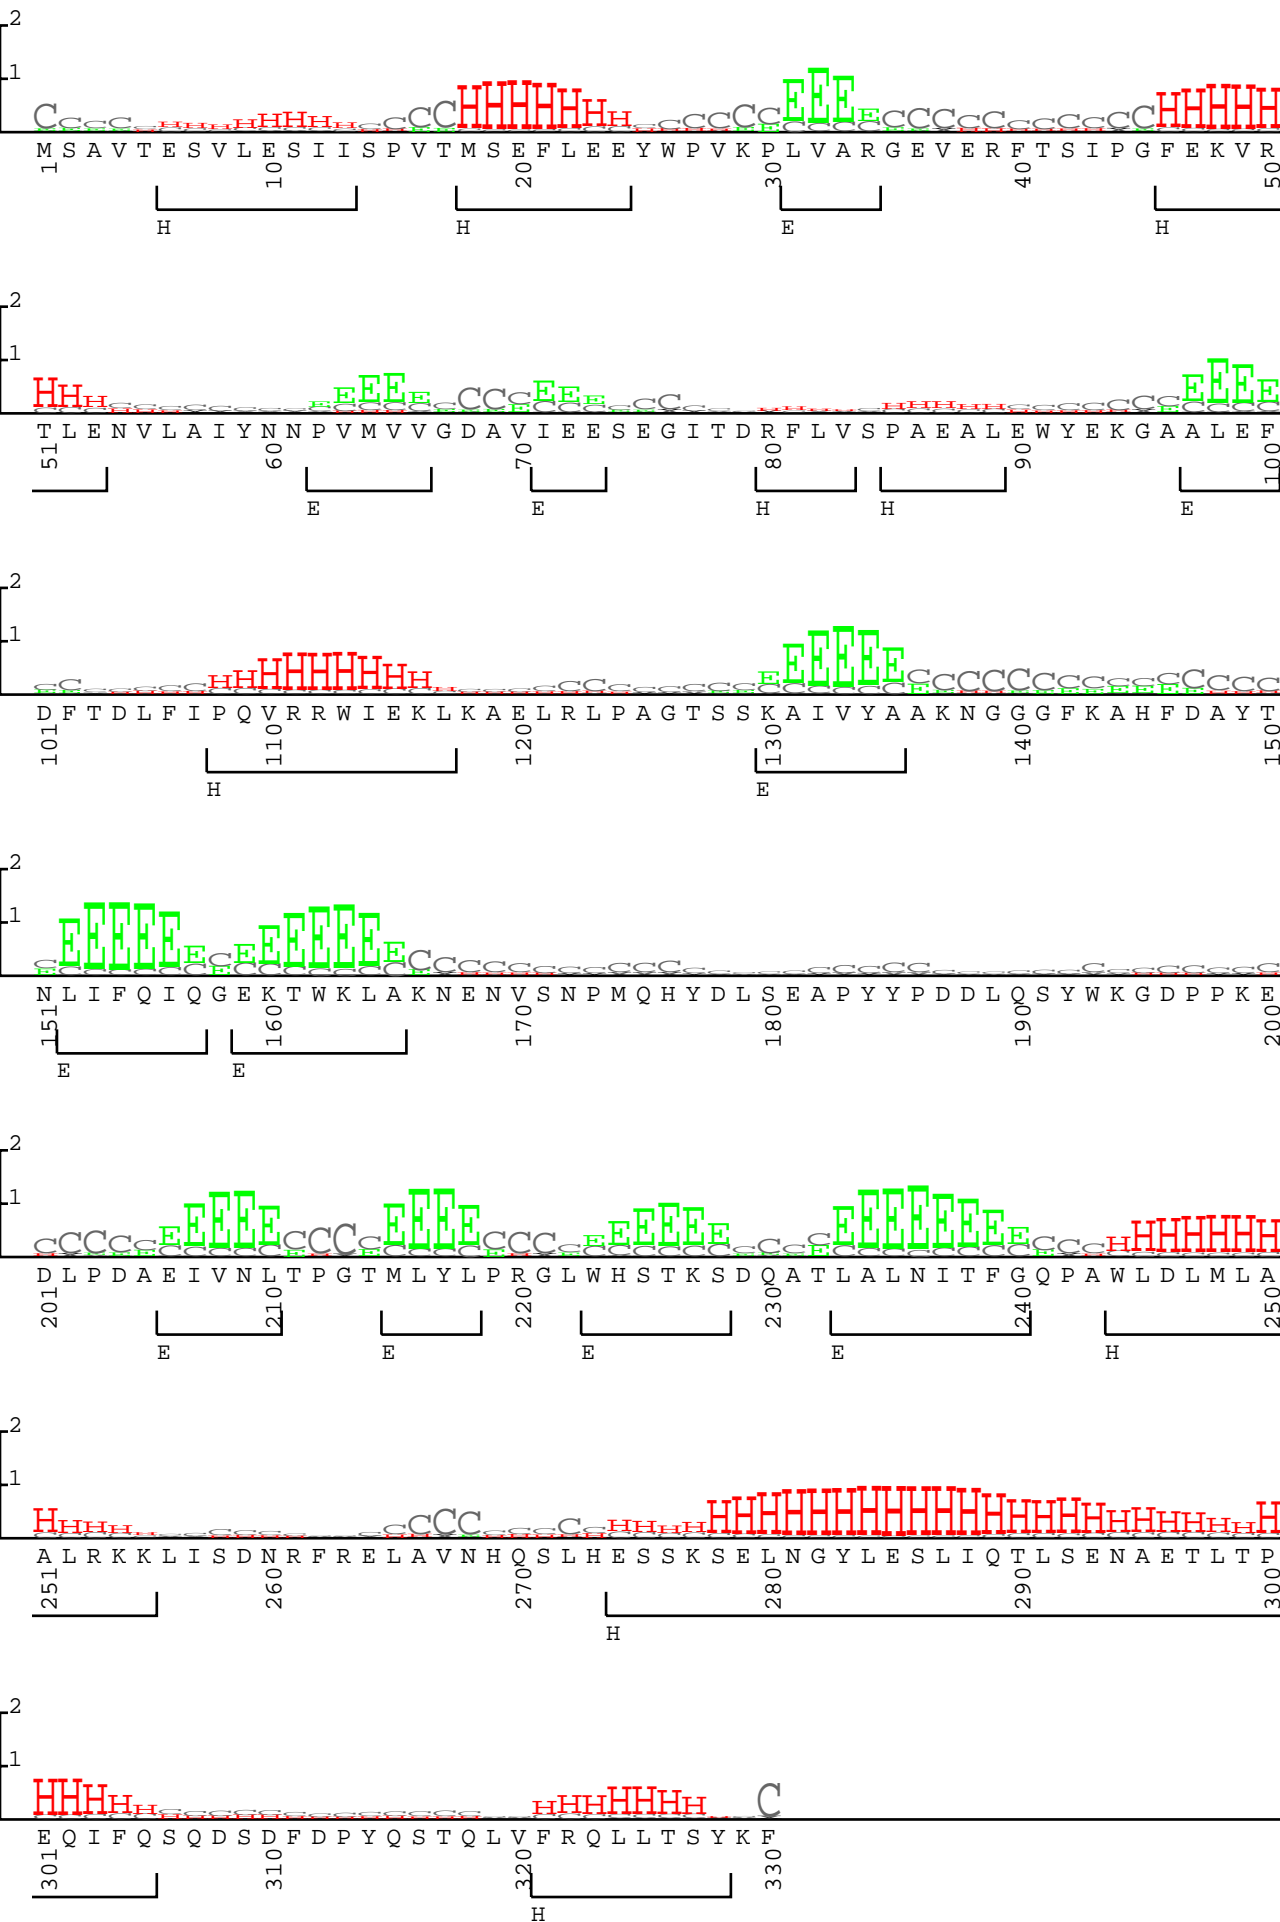 2
1
C C C C H H H H H H H C C C C E E E E C C C C C C C H H H H H
M S A V T E S V L E S I I S P V T M S E F L E E Y W P V K P L V A R G E V E R F T S I P G F E K V R
1 10 20 30 40 50
H H E H
2
1
H H H E E E E C C C E E E C C E E E E
T L E N V L A I Y N N P V M V V G D A V I E E S E G I T D R F L V S P A E A L E W Y E K G A A L E F
51 60 70 80 90 100
E E H H E
2
1
H H H H H H H H H E E E E E E C C C C C
D F T D L F I P Q V R R W I E K L K A E L R L P A G T S S K A I V Y A A K N G G G F K A H F D A Y T
101 110 120 130 140 150
H E
2
1
E E E E E E C E E E E E E E C C
N L I F Q I Q G E K T W K L A K N E N V S N P M Q H Y D L S E A P Y Y P D D L Q S Y W K G D P P K E
151 160 170 180 190 200
E E
2
1
C C C C E E E E E C C C C E E E E C C C E E E E E E E E E E E E E E H H H H H H H
D L P D A E I V N L T P G T M L Y L P R G L W H S T K S D Q A T L A L N I T F G Q P A W L D L M L A
201 210 220 230 240 250
E E E E H
2
1
H H H H C C C C H H H H H H H H H H H H H H H H H H H H H H H H H H H
A L R K K L I S D N R F R E L A V N H Q S L H E S S K S E L N G Y L E S L I Q T L S E N A E T L T P
251 260 270 280 290 300
H
2
1
H H H H H H H H H H H H C
E Q I F Q S Q D S D F D P Y Q S T Q L V F R Q L L T S Y K F
301 310 320 330
H